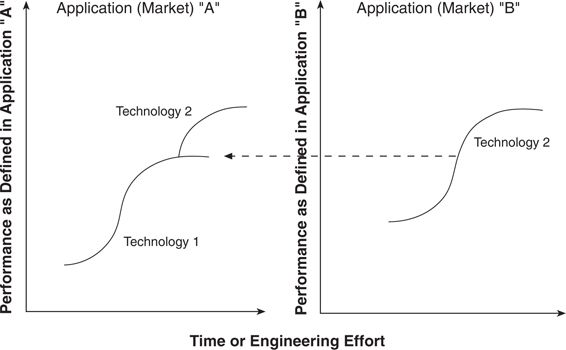 Application (Market) "A"
Performance as Defined in Application "A"
Technology 2
Technology 1
Application (Market) "B"
Performance as Defined in Application "B"
Technology 2
Time or Engineering Effort